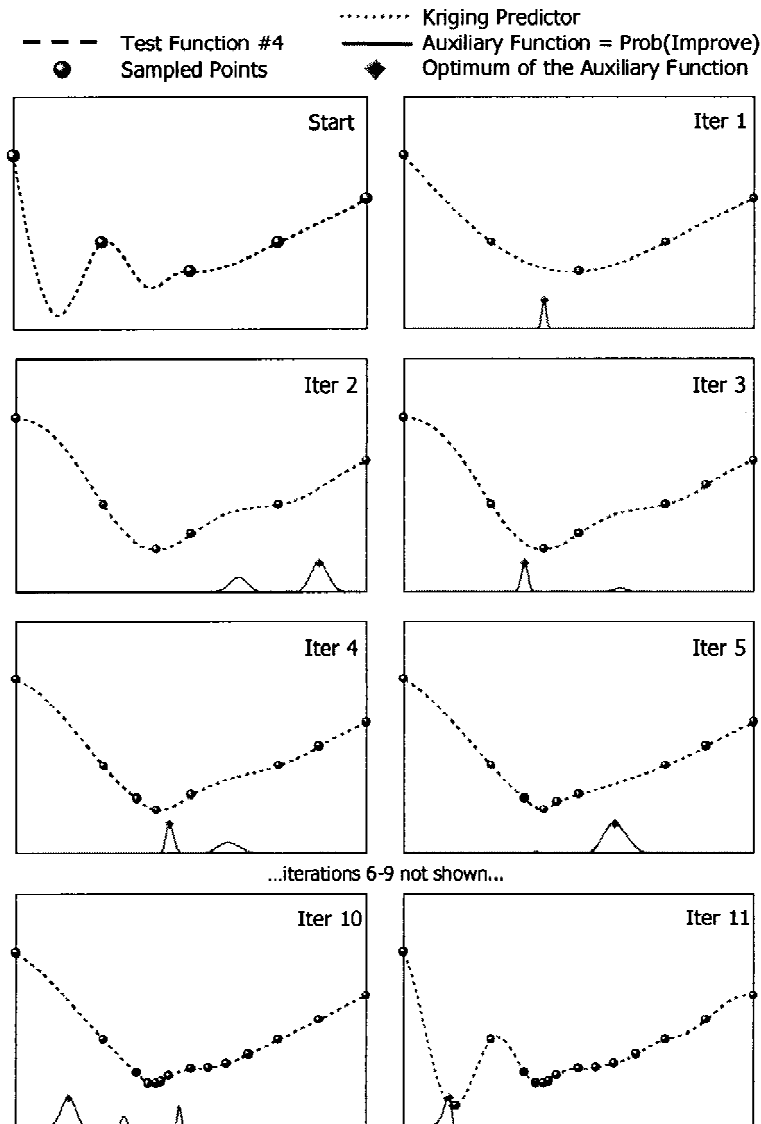 Kriging Predictor
Test Function #4
Auxiliary Function = Prob(Improve)
Sampled Points
Optimum of the Auxiliary Function
Start
Iter 1
Iter 2
Iter 3
Iter 4
Iter 5
...iterations 6-9 not shown...
Iter 10
Iter 11